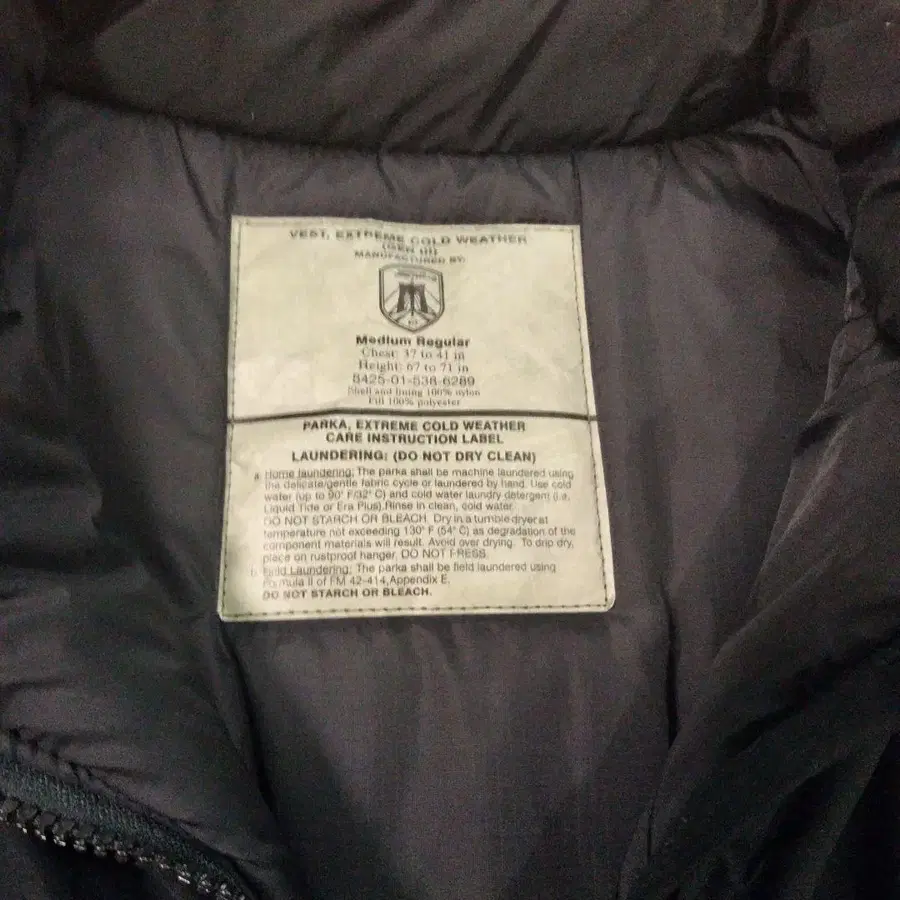 VEST, EXTREME COLD WEATHER
(GEN III)
MANUFACTURED BY:
Medium Regular
Chest: 37 to 41 in
Height: 67 to 71 in
8425-01-538-6289
Shell and lining 100% nylon
Fill 100% polyester
PARKA, EXTREME COLD WEATHER
CARE INSTRUCTION LABEL
LAUNDERING: (DO NOT DRY CLEAN)
a. Home laundering: The parka shall be machine laundered using
the delicate/gentle fabric cycle or laundered by hand. Use cold
water (up to 90° F/32° C) and cold water laundry detergent (i.e.
Liquid Tide or Era Plus).Rinse in clean, cold water.
DO NOT STARCH OR BLEACH. Dry in a tumble dryer at
temperature not exceeding 130° F (54° C) as degradation of the
component materials will result. Avoid over drying. To drip dry,
place on rustproof hanger. DO NOT PRESS.
b. Field Laundering: The parka shall be field laundered using
Formula II of FM 42-414,Appendix E.
DO NOT STARCH OR BLEACH.